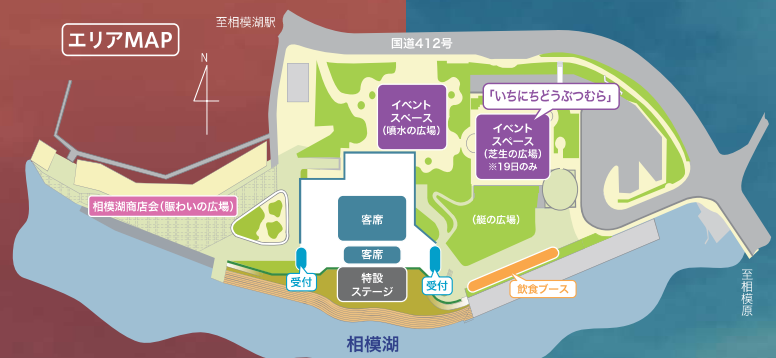 至相模湖駅
エリアMAP
国道412号
N
「いちにちどうぶつむら」
イベント
スペース
(噴水の広場)
イベント
スペース
(芝生の広場)
※19日のみ
相模湖商店会(賑わいの広場)
客席
(艇の広場)
客席
受付
特設
ステージ
受付
飲食ブース
至相模原
相模湖